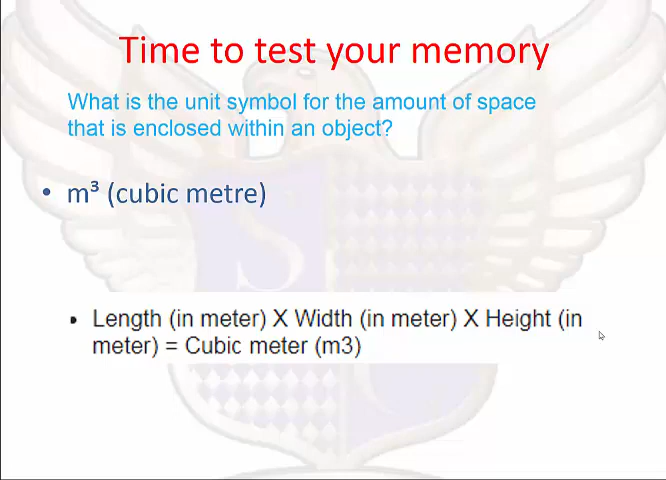 Time to test your memory
What is the unit symbol for the amount of space
that is enclosed within an object?
• m³ (cubic metre)
• Length (in meter) X Width (in meter) X Height (in
meter) = Cubic meter (m3)